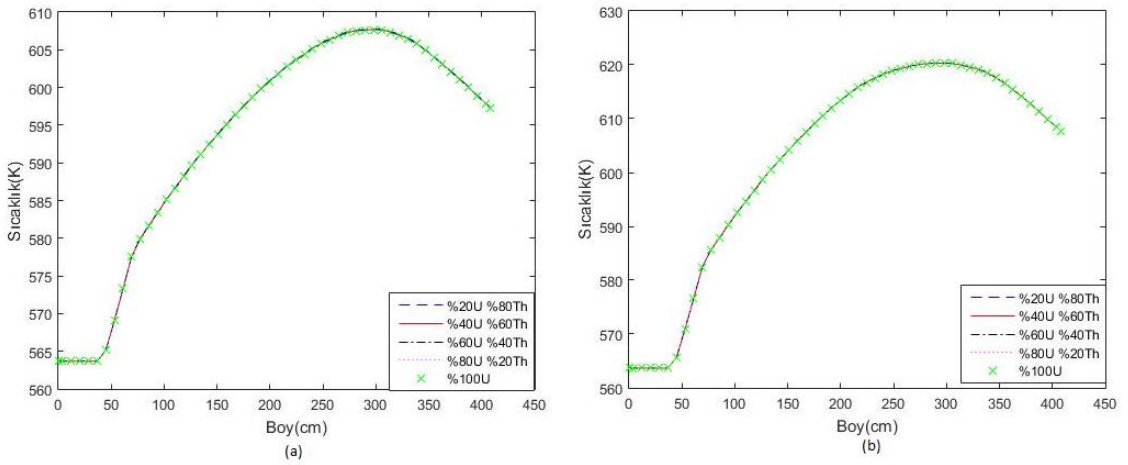 610
605
600
595
590
585
580
575
570
565
560
Sıcaklık(K)
0 50 100 150 200 250 300 350 400 450
Boy(cm)
%20U %80Th
%40U %60Th
%60U %40Th
%80U %20Th
%100U
(a)
630
620
610
600
590
580
570
560
Sıcaklık(K)
0 50 100 150 200 250 300 350 400 450
Boy(cm)
%20U %80Th
%40U %60Th
%60U %40Th
%80U %20Th
%100U
(b)